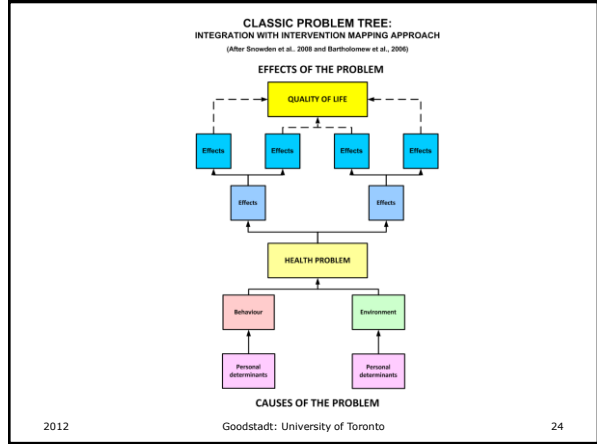 CLASSIC PROBLEM TREE:
INTEGRATION WITH INTERVENTION MAPPING APPROACH
(After Snowden et al.. 2008 and Bartholomew et al., 2006)
EFFECTS OF THE PROBLEM
QUALITY OF LIFE
Effects Effects Effects Effects
Effects Effects
HEALTH PROBLEM
Behaviour Environment
Personal determinants Personal determinants
CAUSES OF THE PROBLEM
2012 Goodstadt: University of Toronto 24